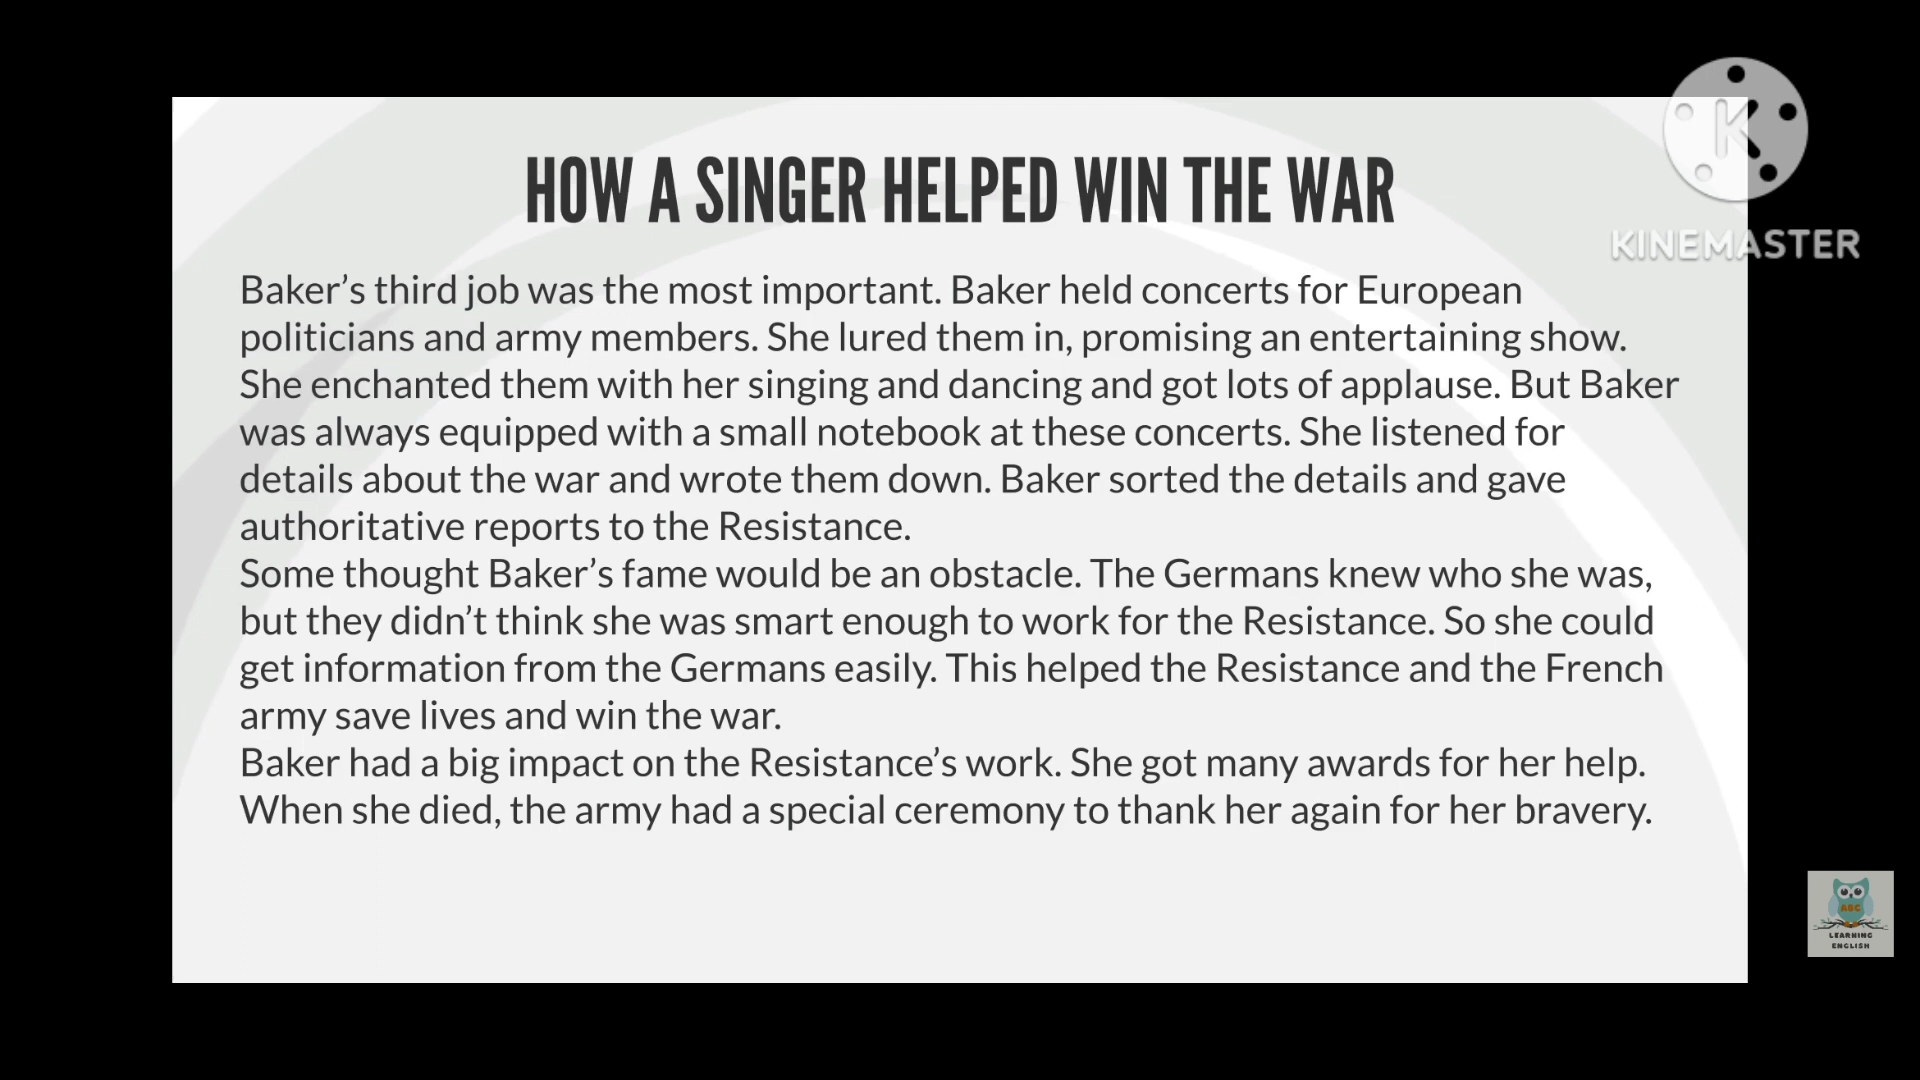 HOW A SINGER HELPED WIN THE WAR
KINEMASTER
Baker’s third job was the most important. Baker held concerts for European
politicians and army members. She lured them in, promising an entertaining show.
She enchanted them with her singing and dancing and got lots of applause. But Baker
was always equipped with a small notebook at these concerts. She listened for
details about the war and wrote them down. Baker sorted the details and gave
authoritative reports to the Resistance.
Some thought Baker’s fame would be an obstacle. The Germans knew who she was,
but they didn’t think she was smart enough to work for the Resistance. So she could
get information from the Germans easily. This helped the Resistance and the French
army save lives and win the war.
Baker had a big impact on the Resistance’s work. She got many awards for her help.
When she died, the army had a special ceremony to thank her again for her bravery.
ABC
LEARNING
ENGLISH